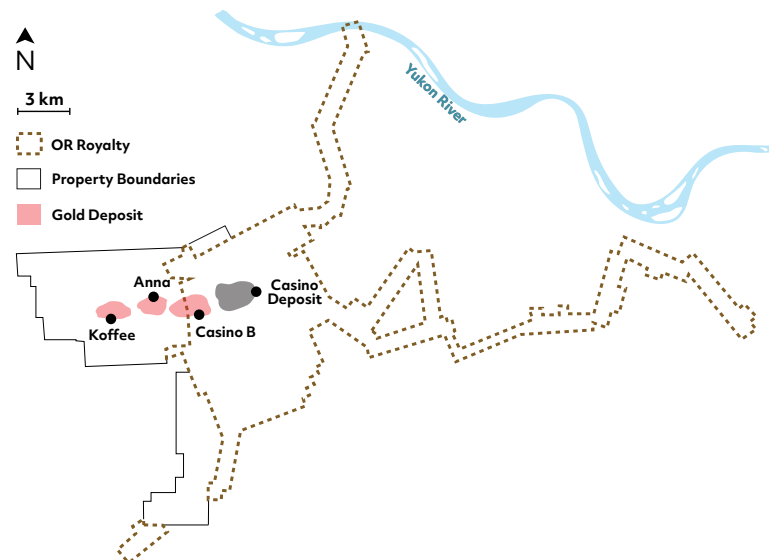 N
3 km
OR Royalty
Property Boundaries
Gold Deposit
Yukon River
Anna
Koffee
Casino B
Casino
Deposit